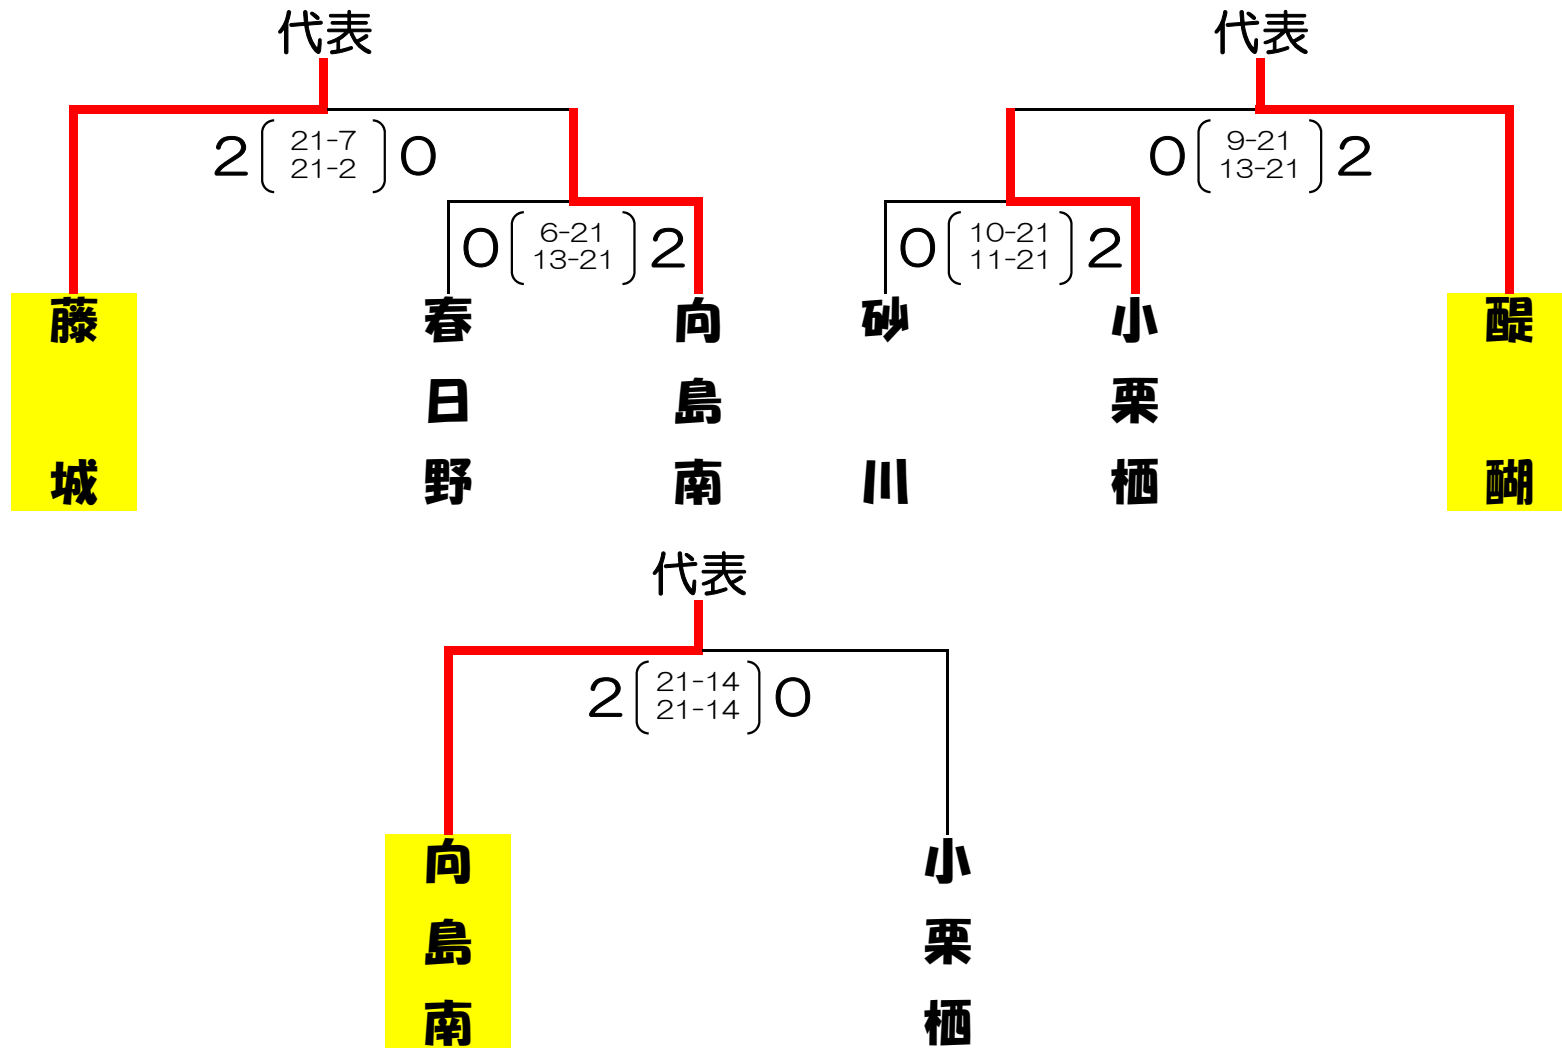 代表
代表
2 21-7 0
21-2
0 9-21 2
13-21
0 6-21 2
13-21
0 10-21 2
11-21
藤城
春日野
向島南
砂川
小栗栖
醍醐
代表
2 21-14 0
21-14
向島南
小栗栖